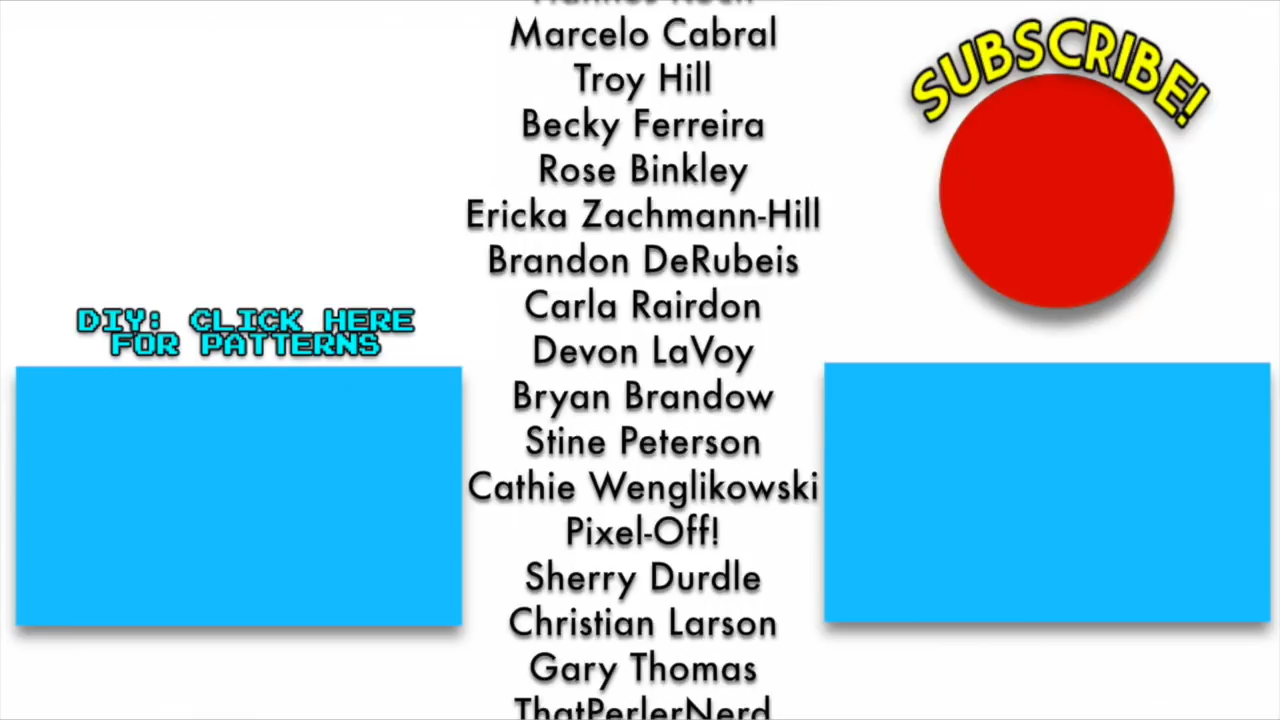 Marcelo Cabral
Troy Hill
Becky Ferreira
Rose Binkley
Ericka Zachmann-Hill
Brandon DeRubeis
Carla Rairdon
Devon LaVoy
Bryan Brandow
Stine Peterson
Cathie Wenglikowski
Pixel-Off!
Sherry Durdle
Christian Larson
Gary Thomas
ThatPerlerNerd
SUBSCRIBE!
DIY: CLICK HERE
FOR PATTERNS